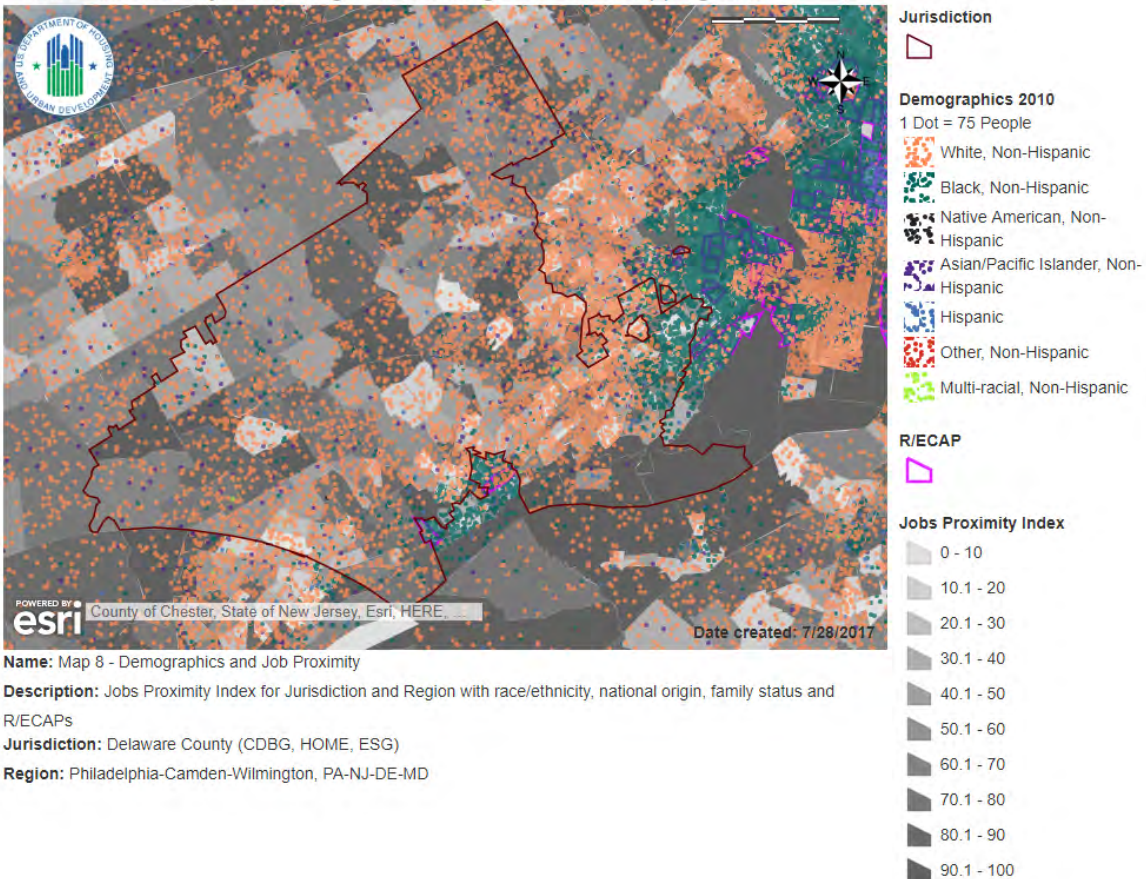 US DEPARTMENT OF HOUSING AND URBAN DEVELOPMENT
N
W E
S
POWERED BY
esri
County of Chester, State of New Jersey, Esri, HERE, ...
Date created: 7/28/2017
Name: Map 8 - Demographics and Job Proximity
Description: Jobs Proximity Index for Jurisdiction and Region with race/ethnicity, national origin, family status and
R/ECAPs
Jurisdiction: Delaware County (CDBG, HOME, ESG)
Region: Philadelphia-Camden-Wilmington, PA-NJ-DE-MD
Jurisdiction
Demographics 2010
1 Dot = 75 People
White, Non-Hispanic
Black, Non-Hispanic
Native American, Non-
Hispanic
Asian/Pacific Islander, Non-
Hispanic
Hispanic
Other, Non-Hispanic
Multi-racial, Non-Hispanic
R/ECAP
Jobs Proximity Index
0 - 10
10.1 - 20
20.1 - 30
30.1 - 40
40.1 - 50
50.1 - 60
60.1 - 70
70.1 - 80
80.1 - 90
90.1 - 100